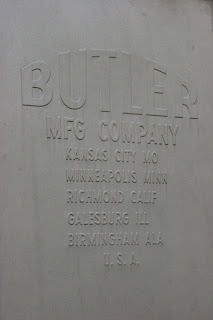 BUTLER
MFG COMPANY
KANSAS CITY MO
MINNEAPOLIS MINN
RICHMOND CALIF
GALESBURG ILL
BIRMINGHAM ALA
U. S. A.